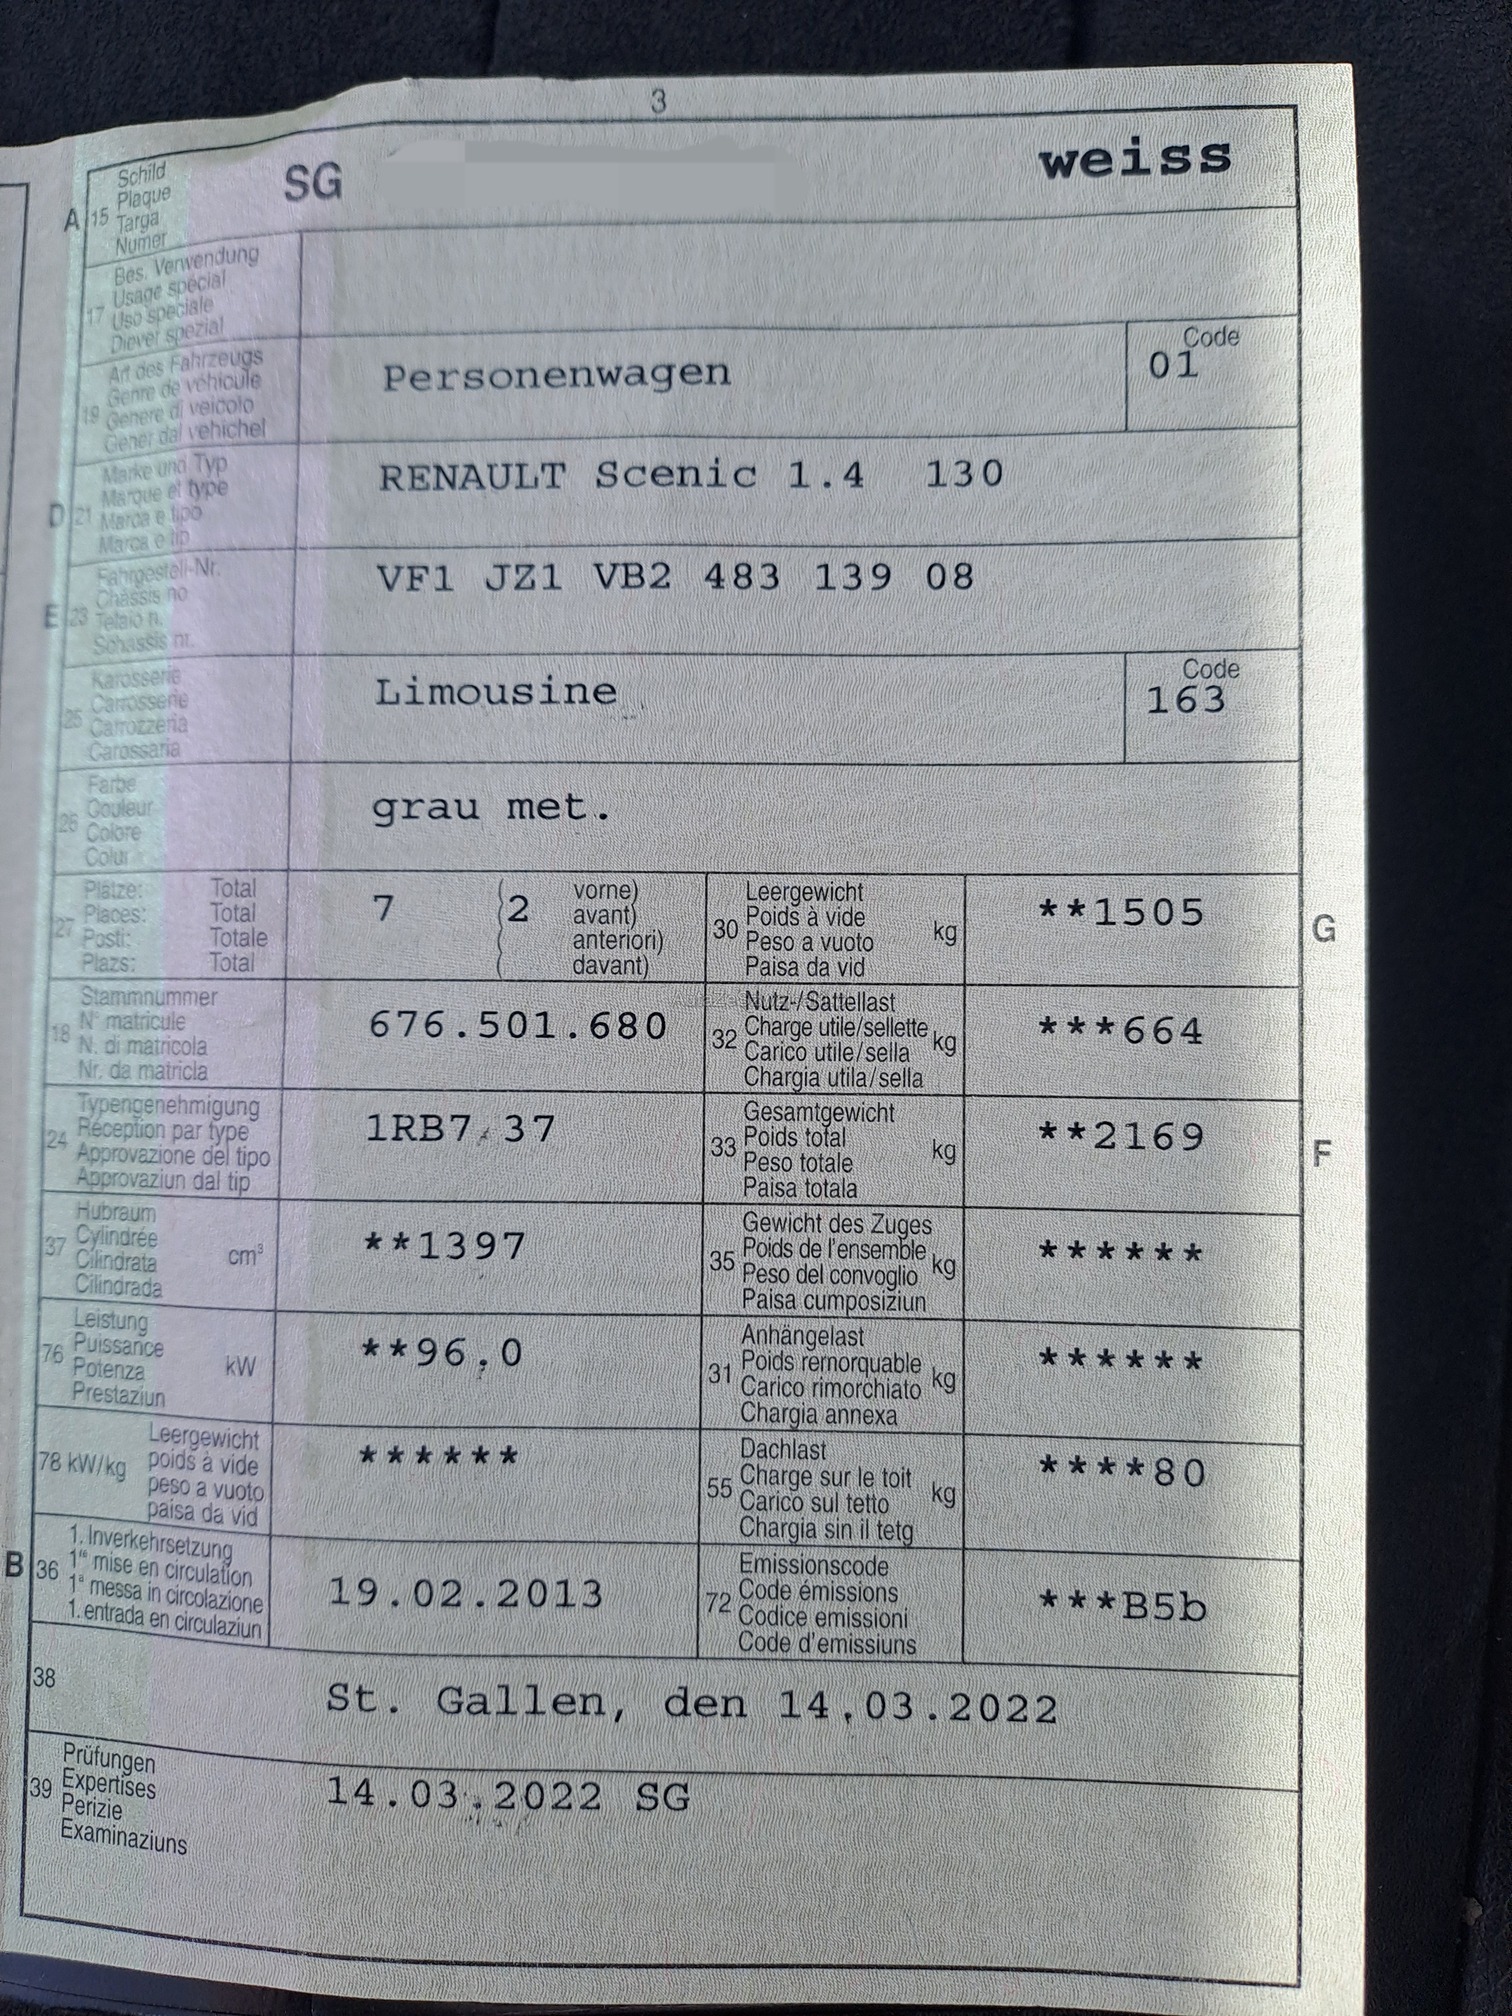 3
A 15 Schild
Plaque
Targa
Numer
SG
weiss
17 Bes. Verwendung
Usage spécial
Uso speciale
Diever spezial
19 Art des Fahrzeugs
Genre de véhicule
Genere di veicolo
Gener dal vehichel
Personenwagen
Code
01
D 21 Marke und Typ
Marque et type
Marca e tipo
Marca e tip
RENAULT Scenic 1.4 130
E 23 Fahrgestell-Nr.
Châssis no
Telaio n.
Schassis nr.
VF1 JZ1 VB2 483 139 08
25 Karosserie
Carrosserie
Carrozzeria
Carossaria
Limousine
Code
163
26 Farbe
Couleur
Colore
Colur
grau met.
27 Plätze: Total
Places: Total
Posti: Totale
Plazs: Total
7 (2 vorne)
avant)
anteriori)
davant)
30 Leergewicht
Poids à vide
Peso a vuoto
Paisa da vid
kg
**1505
G
18 Stammnummer
N° matricule
N. di matricola
Nr. da matricla
676.501.680
32 Nutz-/Sattellast
Charge utile/sellette
Carico utile/sella
Chargia utila/sella
kg
***664
24 Typengenehmigung
Réception par type
Approvazione del tipo
Approvaziun dal tip
1RB7 37
33 Gesamtgewicht
Poids total
Peso totale
Paisa totala
kg
**2169
F
37 Hubraum
Cylindrée
Cilindrata
Cilindrada
cm³
**1397
35 Gewicht des Zuges
Poids de l'ensemble
Peso del convoglio
Paisa cumposiziun
kg
******
76 Leistung
Puissance
Potenza
Prestaziun
kW
**96,0
31 Anhängelast
Poids remorquable
Carico rimorchiato
Chargia annexa
kg
******
78 kW/kg Leergewicht
poids à vide
peso a vuoto
paisa da vid
******
55 Dachlast
Charge sur le toit
Carico sul tetto
Chargia sin il tetg
kg
****80
B 36 1. Inverkehrsetzung
1re mise en circulation
1a messa in circolazione
1. entrada en circulaziun
19.02.2013
72 Emissionscode
Code émissions
Codice emissioni
Code d'emissiuns
***B5b
38
St. Gallen, den 14.03.2022
39 Prüfungen
Expertises
Perizie
Examinaziuns
14.03.2022 SG